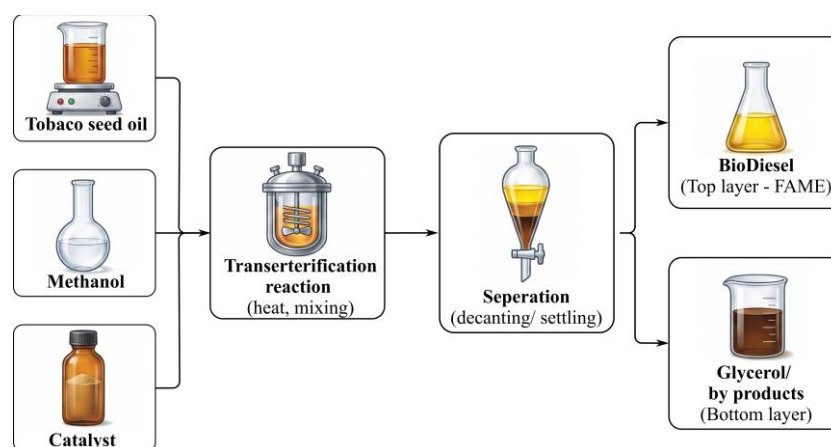 Tobaco seed oil
Methanol
Catalyst
Transerterification
reaction
(heat, mixing)
Seperation
(decanting/ settling)
BioDiesel
(Top layer - FAME)
Glycerol/
by products
(Bottom layer)